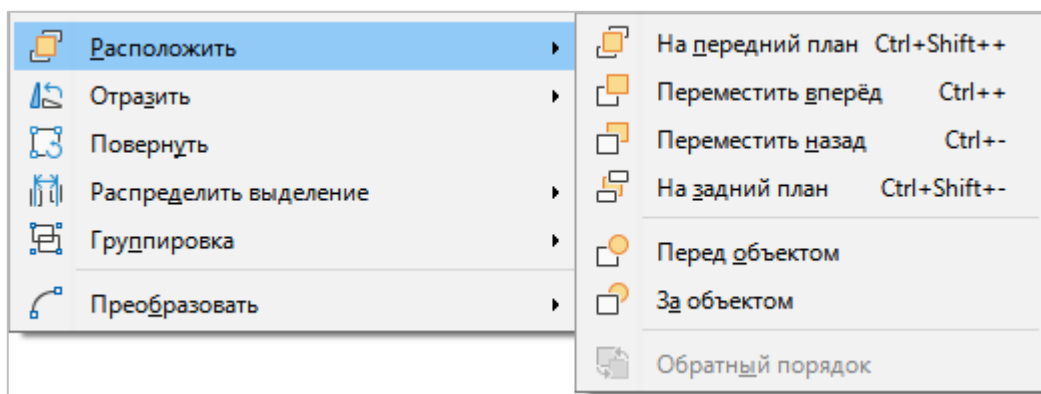 Расположить
Отразить
Повернуть
Распределить выделение
Группировка
Преобразовать
На передний план Ctrl+Shift++
Переместить вперёд Ctrl++
Переместить назад Ctrl+-
На задний план Ctrl+Shift+-
Перед объектом
За объектом
Обратный порядок